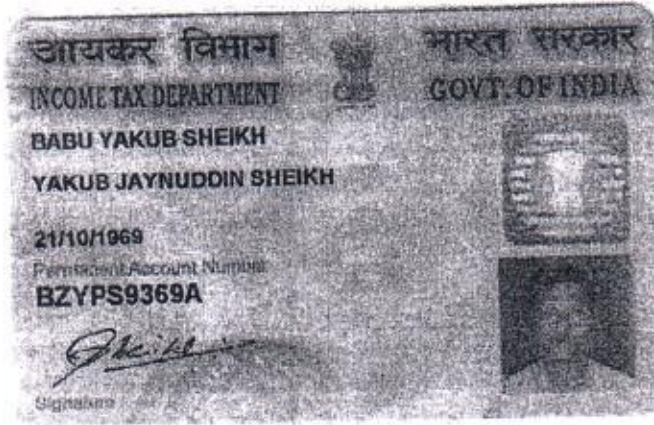 आयकर विभाग
भारत सरकार
INCOME TAX DEPARTMENT
GOVT. OF INDIA
BABU YAKUB SHEIKH
YAKUB JAYNUDDIN SHEIKH
21/10/1969
Permanent Account Number
BZYPS9369A
Sheikh
Signature